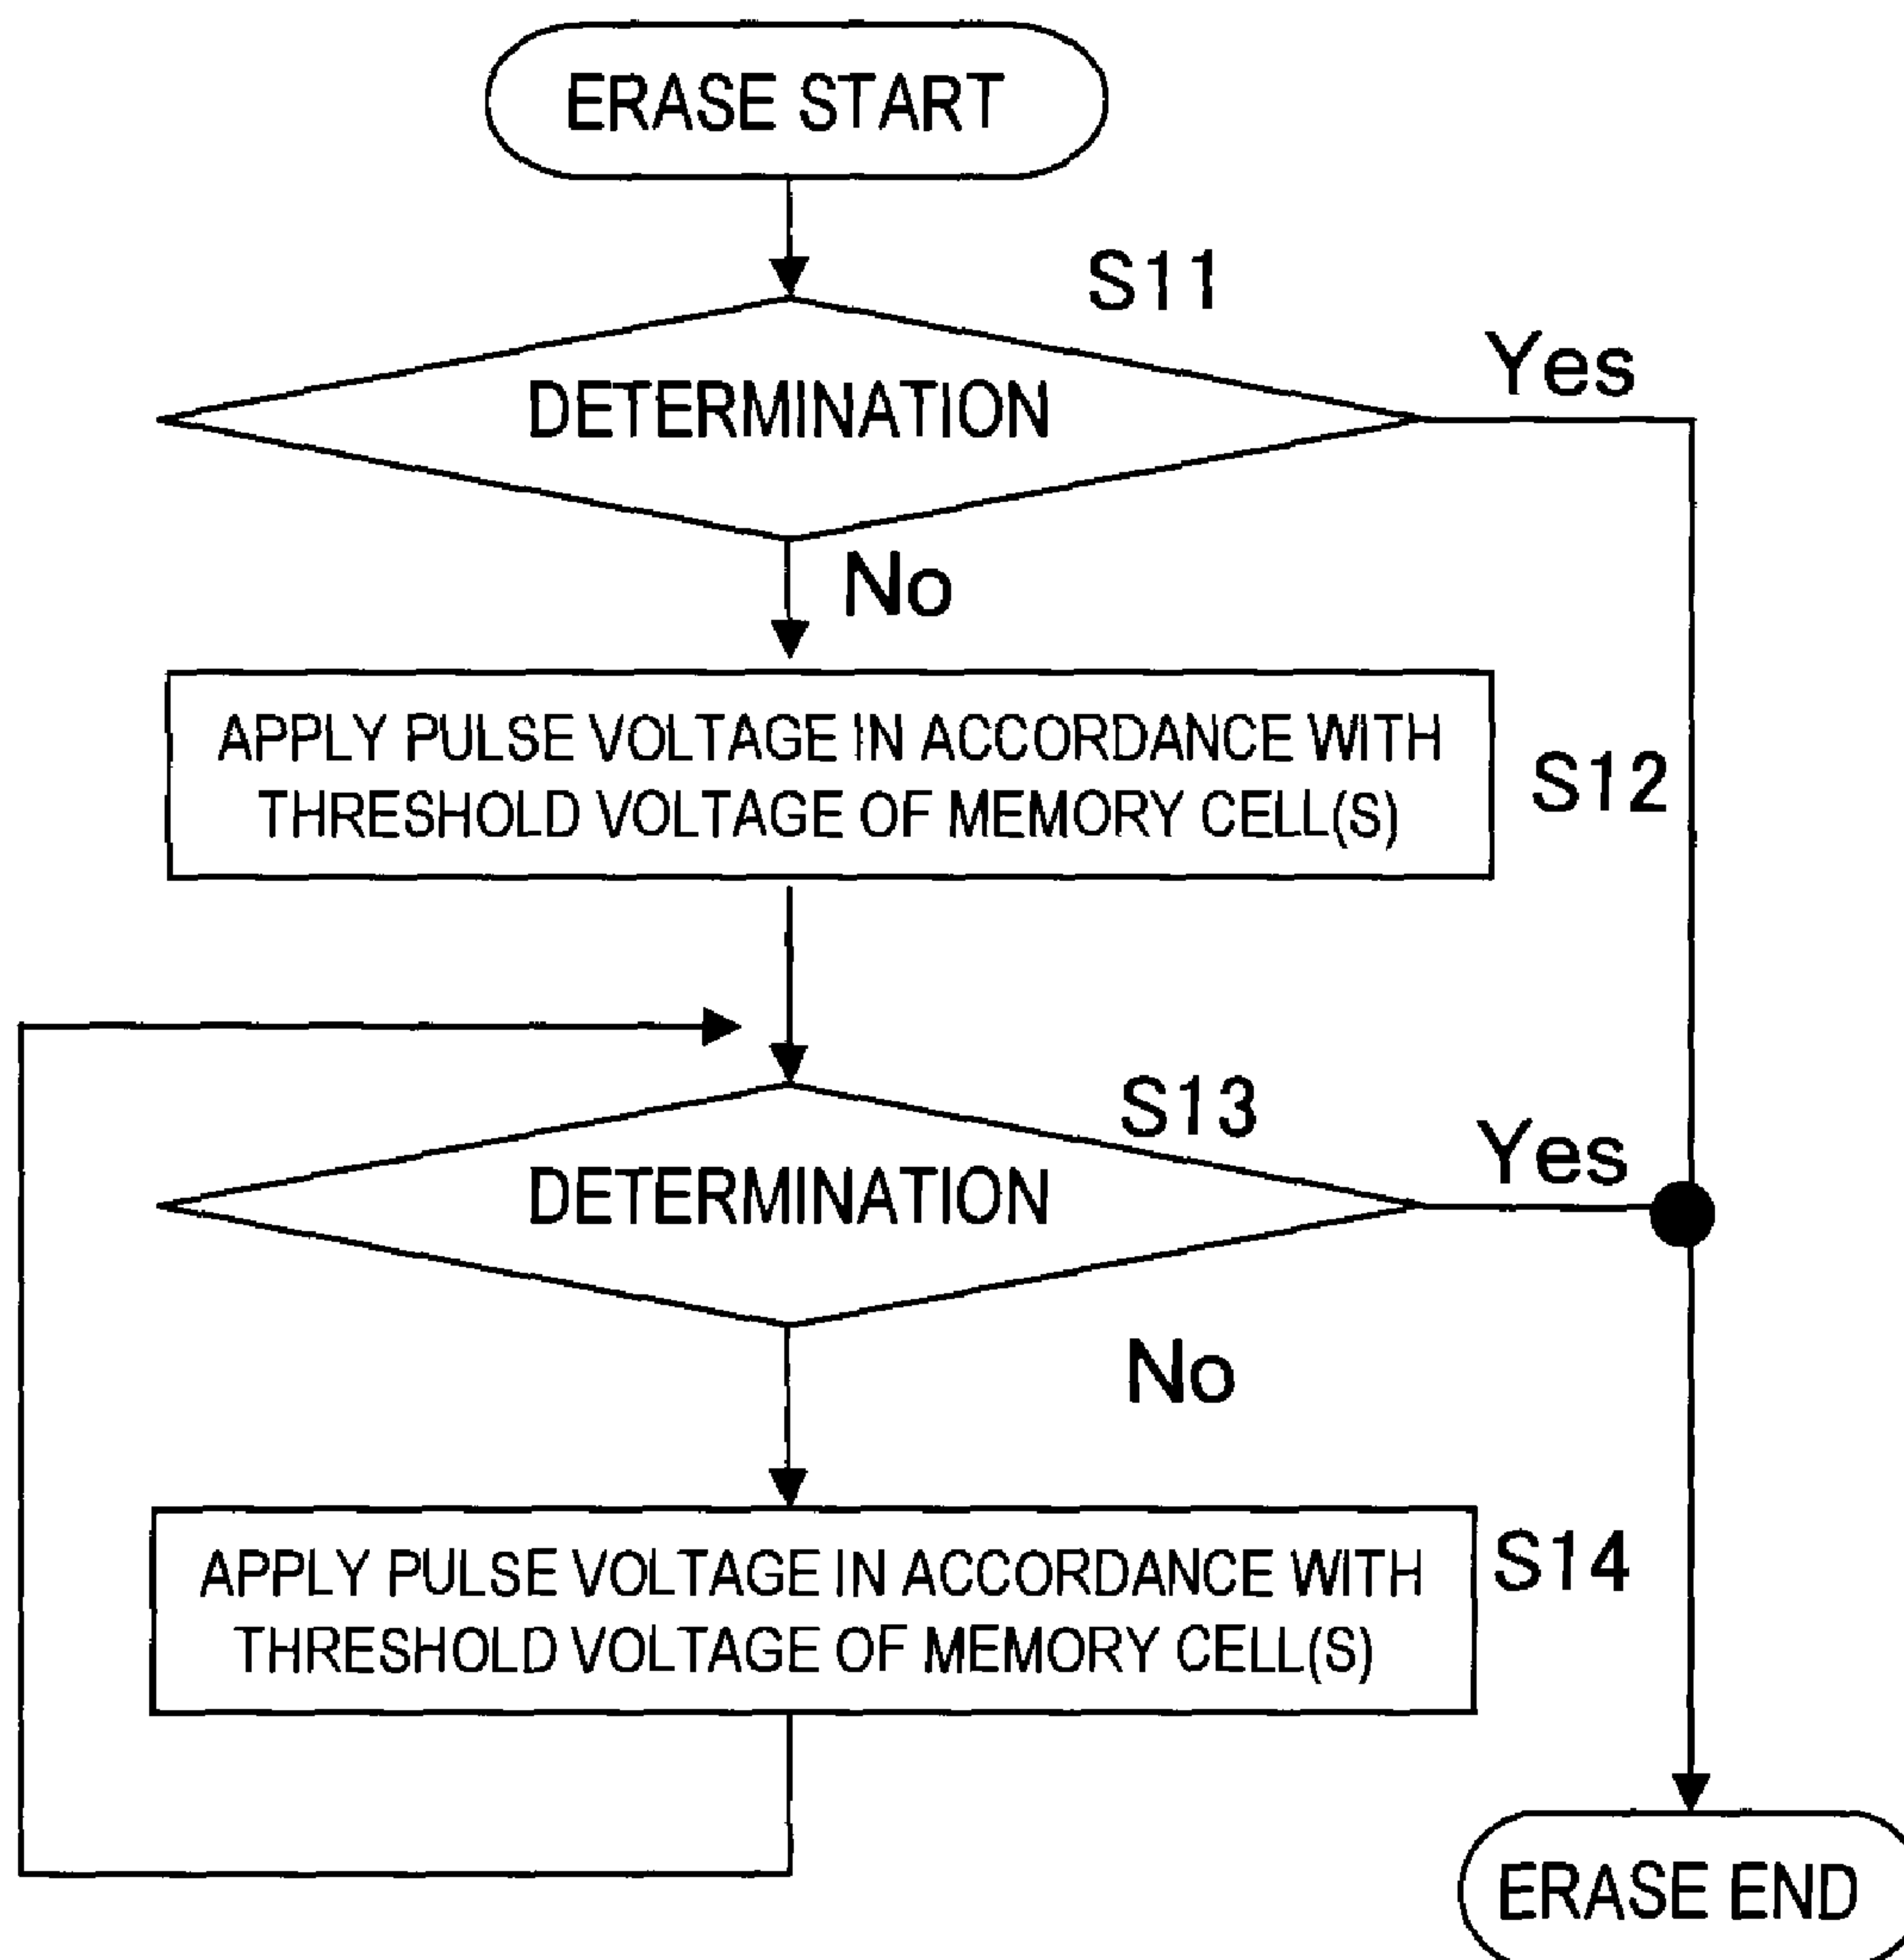 ERASE START
S11
Yes
DETERMINATION
No
APPLY PULSE VOLTAGE IN ACCORDANCE WITH
THRESHOLD VOLTAGE OF MEMORY CELL(S)
S12
S13
Yes
DETERMINATION
No
APPLY PULSE VOLTAGE IN ACCORDANCE WITH
THRESHOLD VOLTAGE OF MEMORY CELL(S)
S14
ERASE END